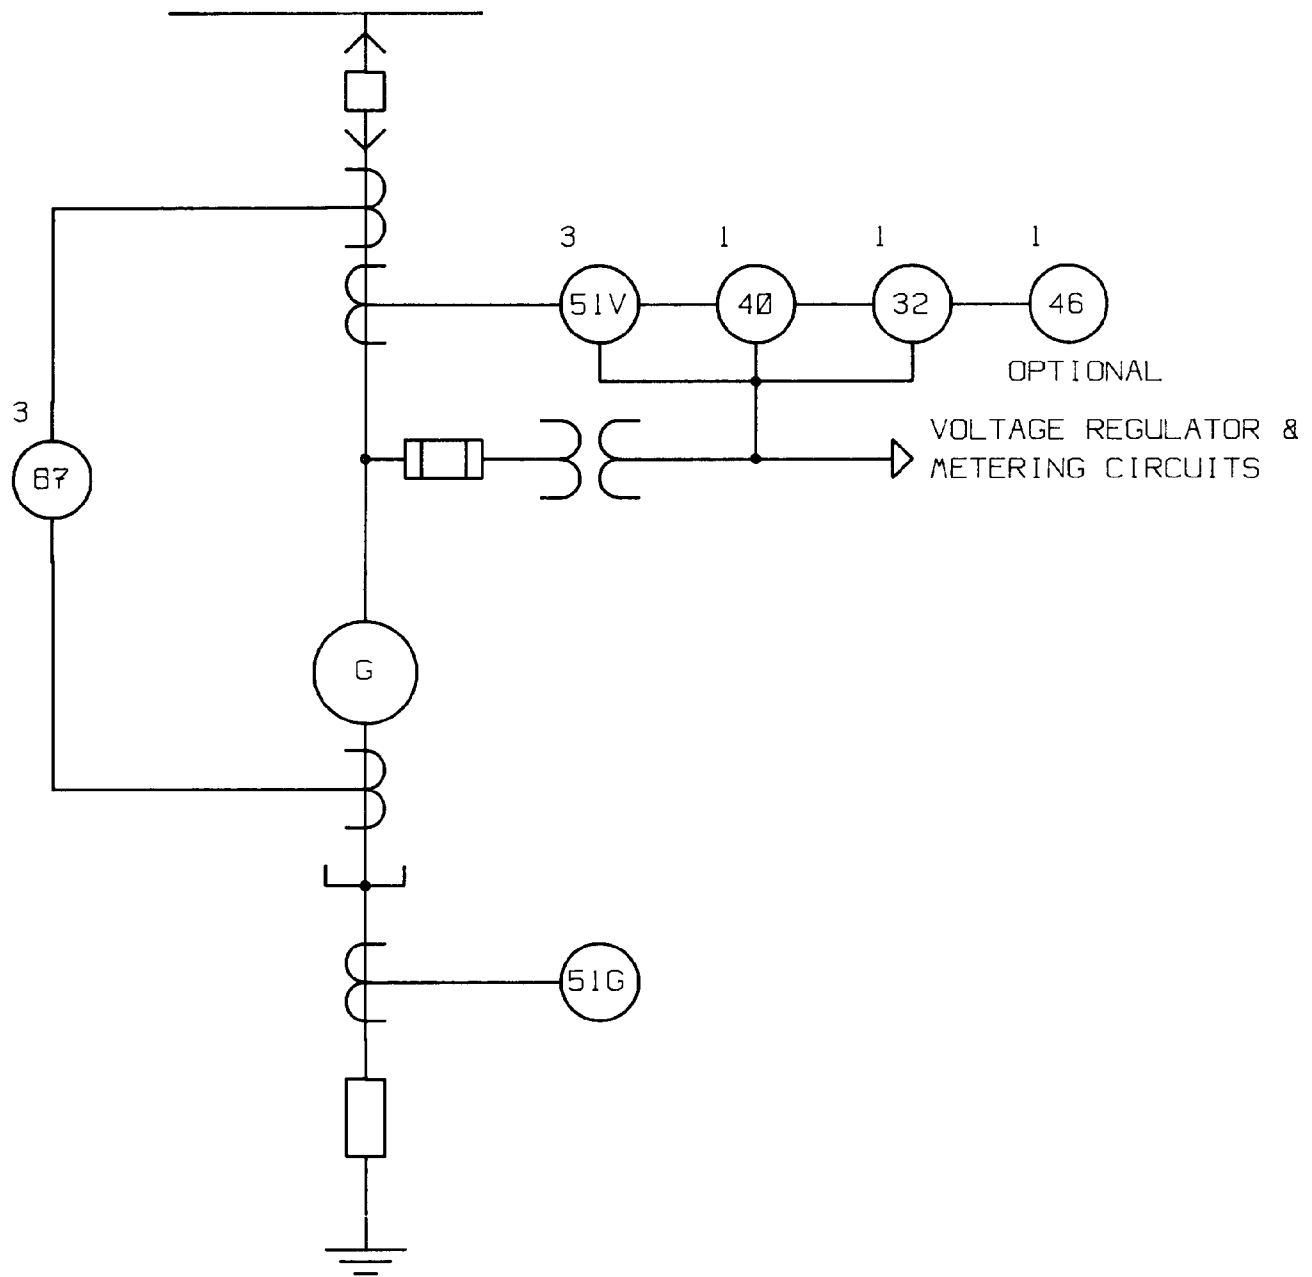 3 1 1 1
51V 40 32 46
OPTIONAL
3
VOLTAGE REGULATOR &
METERING CIRCUITS
87
G
51G